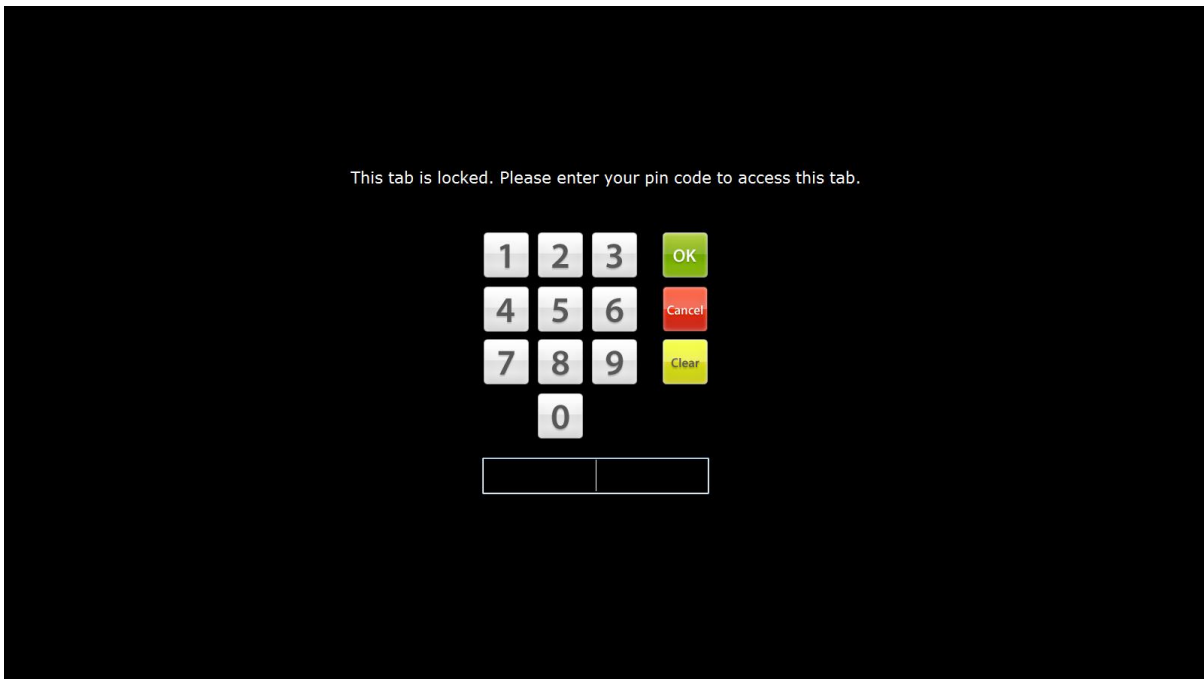 This tab is locked. Please enter your pin code to access this tab.
1 2 3 OK
4 5 6 Cancel
7 8 9 Clear
0